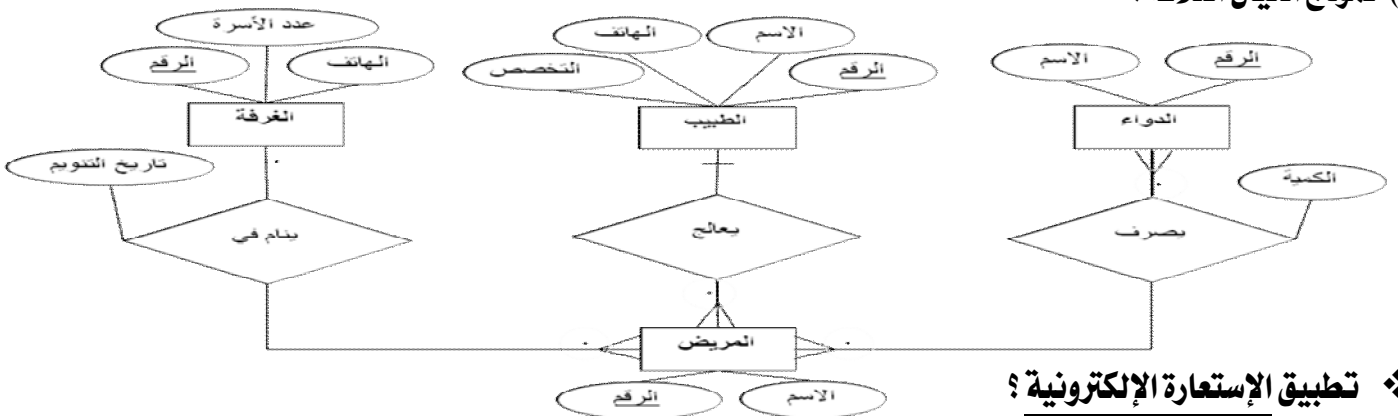 عدد الأسرة
الاسم الهاتف الرقم الهاتف
الرقم الاسم الرقم التخصص
الدواء الطبيب الغرفة
تاريخ التنويم
الكمية
يصرف يعالج ينام في
المريض
❖ تطبيق الإستعارة الإلكترونية ؟
الاسم الرقم